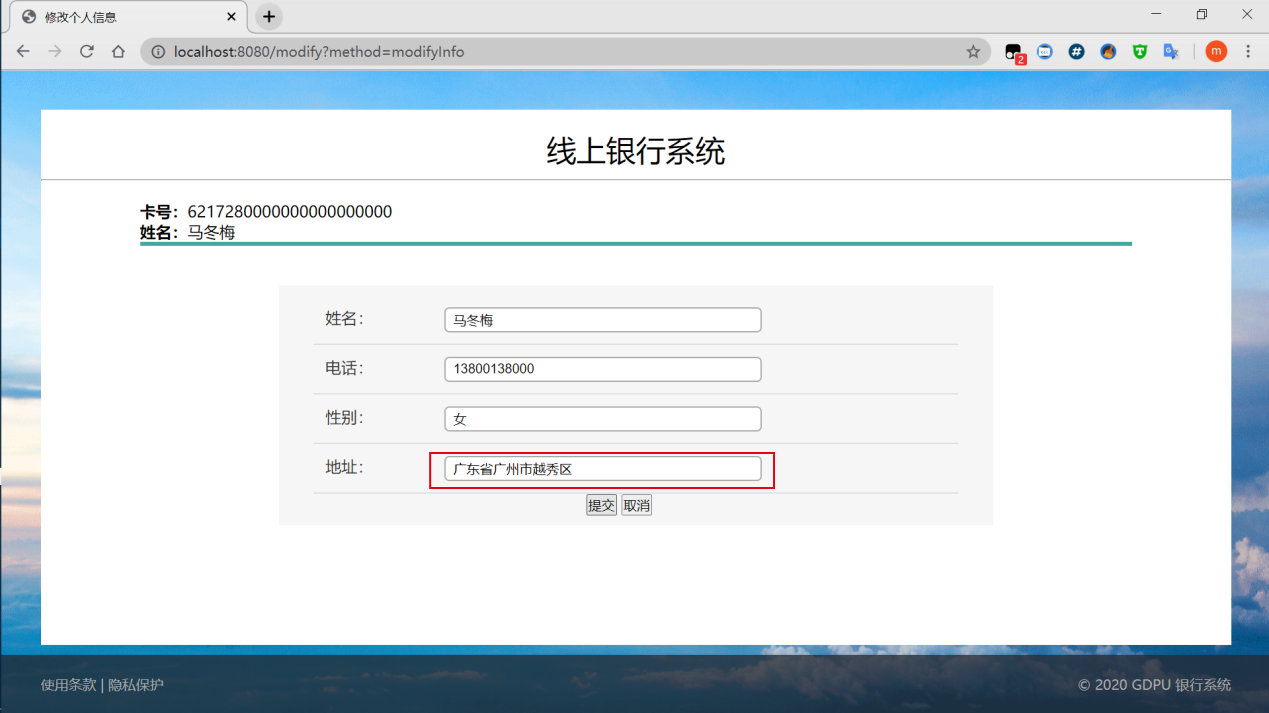 修改个人信息
localhost:8080/modify?method=modifyInfo
2
m
线上银行系统
卡号：6217280000000000000000
姓名：马冬梅
姓名： 马冬梅
电话： 13800138000
性别： 女
地址： 广东省广州市越秀区
提交 取消
使用条款 | 隐私保护
© 2020 GDPU 银行系统